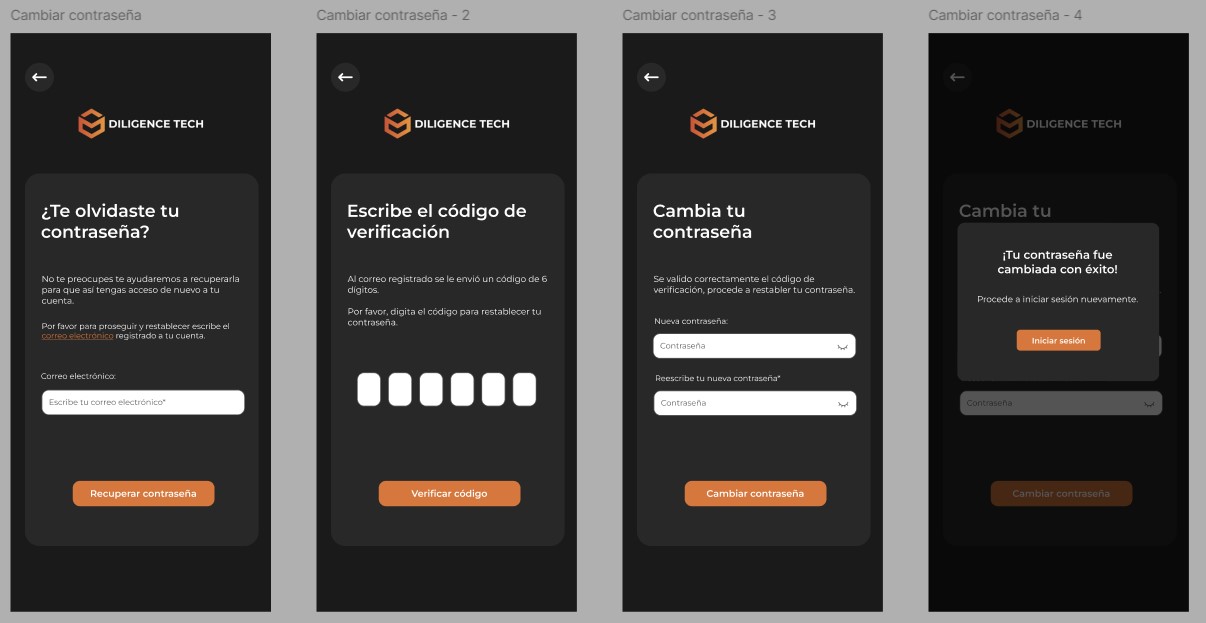 Cambiar contraseña
DILIGENCE TECH
¿Te olvidaste tu
contraseña?
No te preocupes te ayudaremos a recuperarla
para que así tengas acceso de nuevo a tu
cuenta.
Por favor para proseguir y restablecer escribe el
correo electrónico registrado a tu cuenta.
Correo electrónico:
Escribe tu correo electrónico*
Recuperar contraseña
Cambiar contraseña - 2
DILIGENCE TECH
Escribe el código de
verificación
Al correo registrado se le envió un código de 6
dígitos.
Por favor, digita el código para restablecer tu
contraseña.
Verificar código
Cambiar contraseña - 3
DILIGENCE TECH
Cambia tu
contraseña
Se valido correctamente el código de
verificación, procede a restabler tu contraseña.
Nueva contraseña:
Contraseña
Reescribe tu nueva contraseña*
Contraseña
Cambiar contraseña
Cambiar contraseña - 4
DILIGENCE TECH
Cambia tu
¡Tu contraseña fue
cambiada con éxito!
Procede a iniciar sesión nuevamente.
Iniciar sesión
Contraseña
Cambiar contraseña